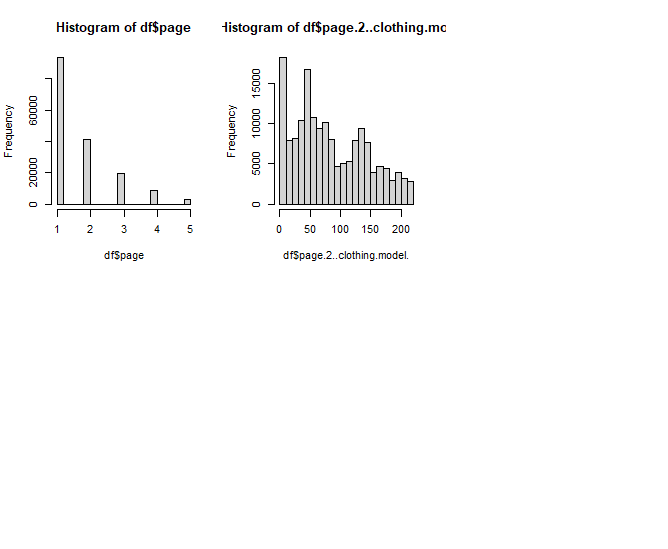 Histogram of df$page
Frequency
0
20000
60000
1 2 3 4 5
df$page
Histogram of df$page.2..clothing.mo
Frequency
0
5000
10000
15000
0 50 100 150 200
df$page.2..clothing.model.